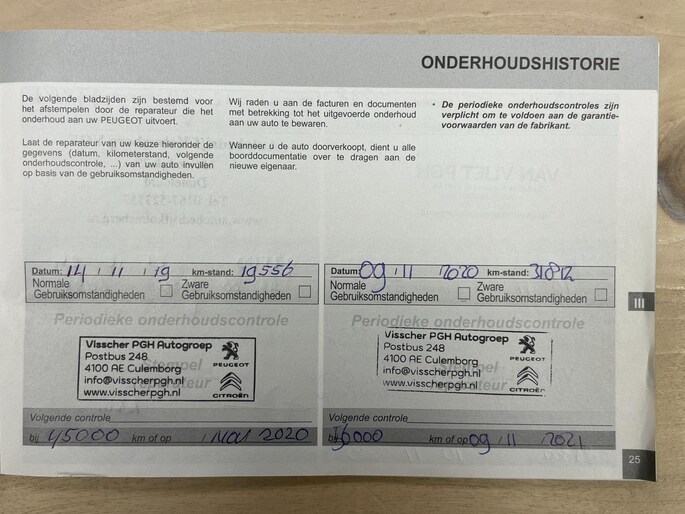 ONDERHOUDSHISTORIE
De volgende bladzijden zijn bestemd voor
het afstempelen door de reparateur die het
onderhoud aan uw PEUGEOT uitvoert.
Laat de reparateur van uw keuze hieronder de
gegevens (datum, kilometerstand, volgende
onderhoudscontrole, ...) van uw auto invullen
op basis van de gebruiksomstandigheden.
Wij raden u aan de facturen en documenten
met betrekking tot het uitgevoerde onderhoud
aan uw auto te bewaren.
Wanneer u de auto doorverkoopt, dient u alle
boorddocumentatie over te dragen aan de
nieuwe eigenaar.
• De periodieke onderhoudscontroles zijn
verplicht om te voldoen aan de garantie-
voorwaarden van de fabrikant.
Datum: 14 / 11 / 19 km-stand: 19556
Normale
Gebruiksomstandigheden
Zware
Gebruiksomstandigheden
Periodieke onderhoudscontrole
Visscher PGH Autogroep
Postbus 248
4100 AE Culemborg
info@visscherpgh.nl
www.visscherpgh.nl
PEUGEOT
CITROËN
Volgende controle
bij 45000 km of op / Nov 2020
Datum: 09 / 11 / 2020 km-stand: 31812
Normale
Gebruiksomstandigheden
Zware
Gebruiksomstandigheden
Periodieke onderhoudscontrole
Visscher PGH Autogroep
Postbus 248
4100 AE Culemborg
info@visscherpgh.nl
www.visscherpgh.nl
PEUGEOT
CITROËN
Volgende controle
bij 000 km of op 09 / 11 / 2021
III
25